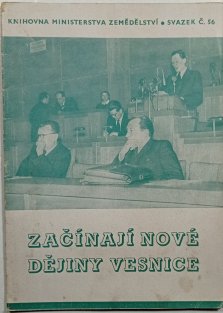 KNIHOVNA MINISTERSTVA ZEMĚDĚLSTVÍ • SVAZEK Č. 56
ZAČÍNAJÍ NOVÉ
DĚJINY VESNICE